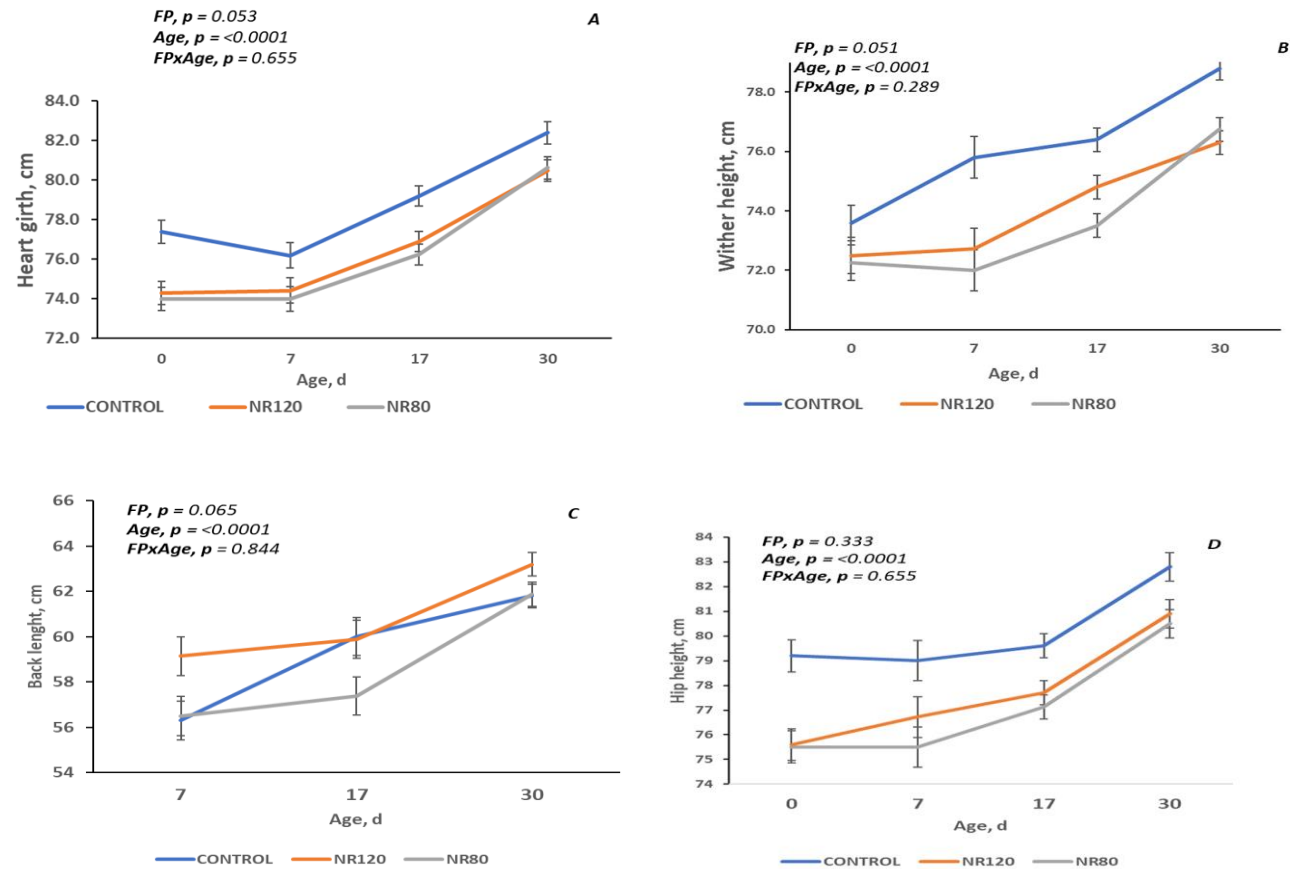 FP, p = 0.053
Age, p = <0.0001
FPxAge, p = 0.655
A
Heart girth, cm
84.0
82.0
80.0
78.0
76.0
74.0
72.0
0 7 17 30
Age, d
CONTROL NR120 NR80
FP, p = 0.051
Age, p = <0.0001
FPxAge, p = 0.289
B
Wither height, cm
78.0
76.0
74.0
72.0
70.0
0 7 17 30
Age, d
CONTROL NR120 NR80
FP, p = 0.065
Age, p = <0.0001
FPxAge, p = 0.844
C
Back lenght, cm
66
64
62
60
58
56
54
7 17 30
Age, d
CONTROL NR120 NR80
FP, p = 0.333
Age, p = <0.0001
FPxAge, p = 0.655
D
Hip height, cm
84
83
82
81
80
79
78
77
76
75
74
0 7 17 30
Age, d
CONTROL NR120 NR80